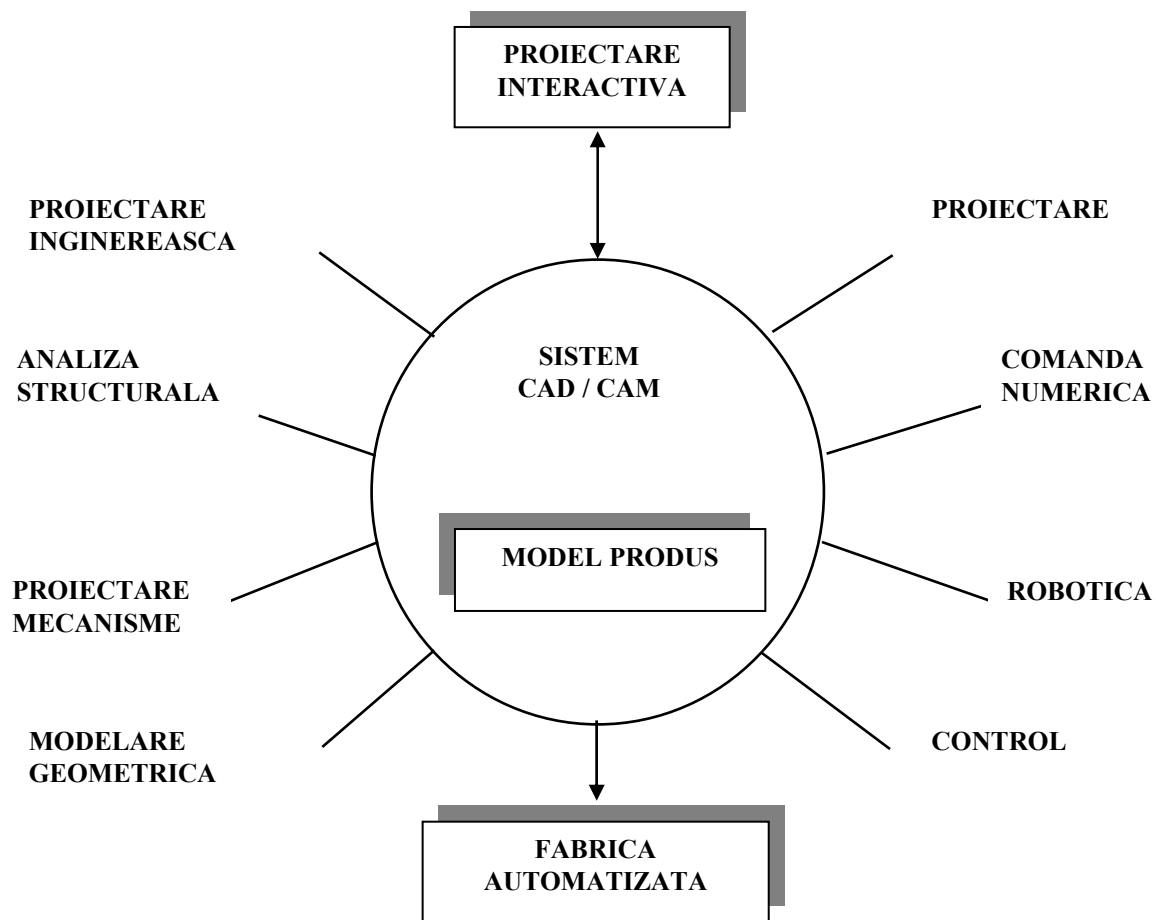 PROIECTARE
INTERACTIVA
PROIECTARE
INGINEREASCA
PROIECTARE
ANALIZA
STRUCTURALA
SISTEM
CAD / CAM
COMANDA
NUMERICA
MODEL PRODUS
PROIECTARE
MECANISME
ROBOTICA
MODELARE
GEOMETRICA
CONTROL
FABRICA
AUTOMATIZATA